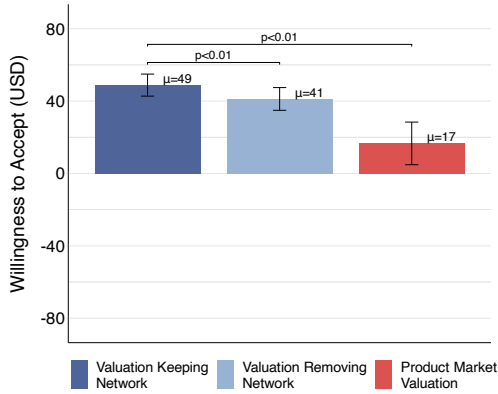 80
40
0
-40
-80
Willingness to Accept (USD)
p<0.01
p<0.01
μ=49
μ=41
μ=17
Valuation Keeping
Network
Valuation Removing
Network
Product Market
Valuation